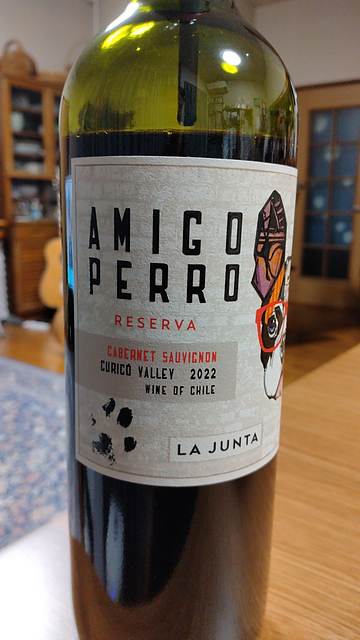 AMIGO
PERRO
RESERVA
CABERNET SAUVIGNON
CURICÓ VALLEY 2022
WINE OF CHILE
LA JUNTA